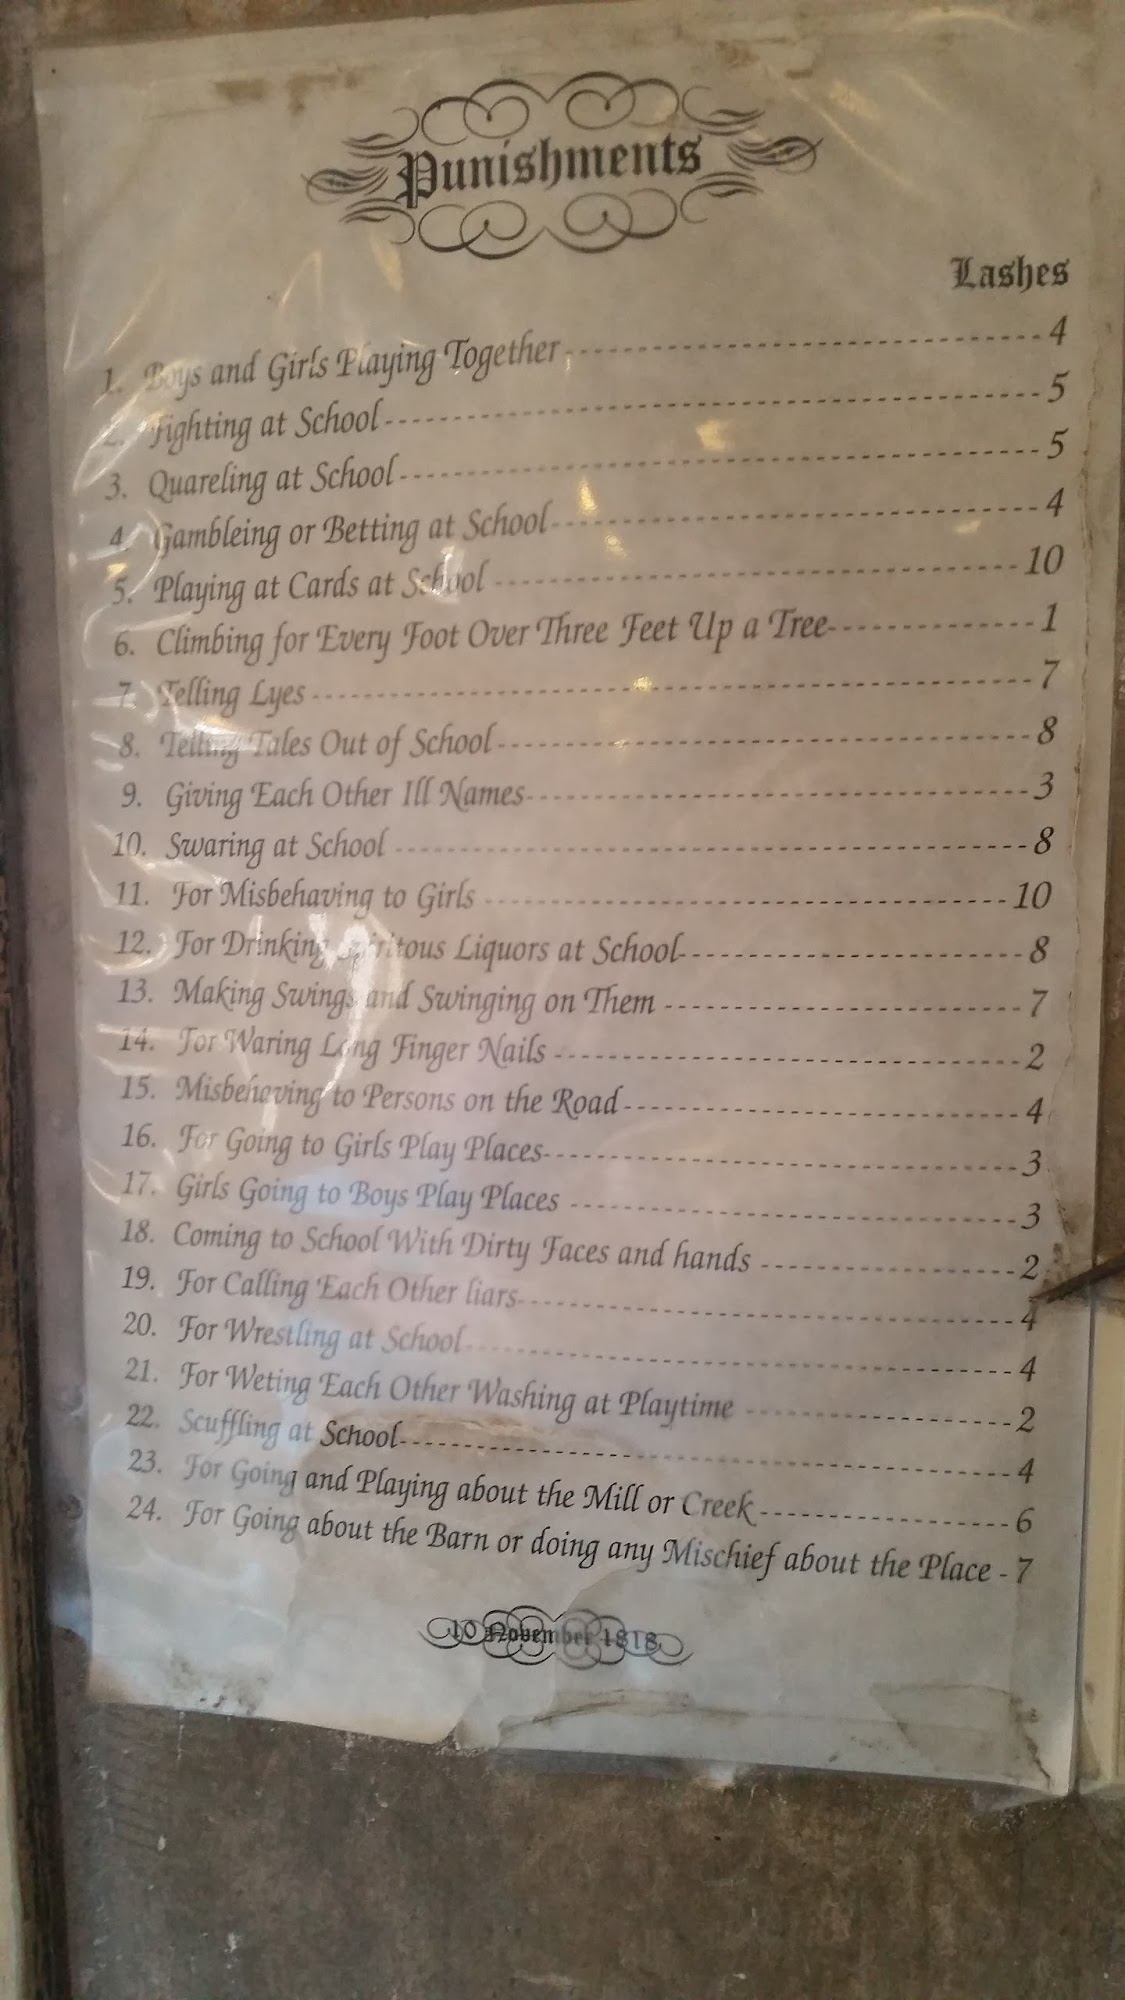 Punishments
Lashes
1. Boys and Girls Playing Together 4
2. Fighting at School 5
3. Quareling at School 5
4. Gambleing or Betting at School 4
5. Playing at Cards at School 10
6. Climbing for Every Foot Over Three Feet Up a Tree 1
7. Telling Lyes 7
8. Telling Tales Out of School 8
9. Giving Each Other Ill Names 3
10. Swaring at School 8
11. For Misbehaving to Girls 10
12. For Drinking Spiritous Liquors at School 8
13. Making Swings and Swinging on Them 7
14. For Waring Long Finger Nails 2
15. Misbehaving to Persons on the Road 4
16. For Going to Girls Play Places 3
17. Girls Going to Boys Play Places 3
18. Coming to School With Dirty Faces and hands 2
19. For Calling Each Other liars 4
20. For Wrestling at School 4
21. For Weting Each Other Washing at Playtime 2
22. Scuffling at School 4
23. For Going and Playing about the Mill or Creek 6
24. For Going about the Barn or doing any Mischief about the Place - 7
10 November 1818